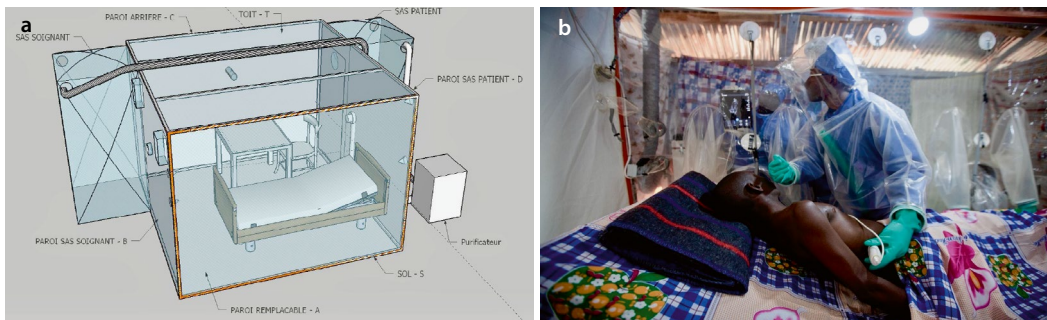 a
PAROI ARRIERE - C
TOIT - T
SAS PATIENT
SAS SOIGNANT
PAROI SAS PATIENT - D
PAROI SAS SOIGNANT - B
Purificateur
SOL - S
PAROI REMPLACABLE - A
b